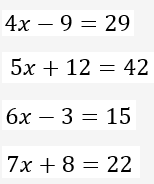 4x − 9 = 29
5x + 12 = 42
6x − 3 = 15
7x + 8 = 22